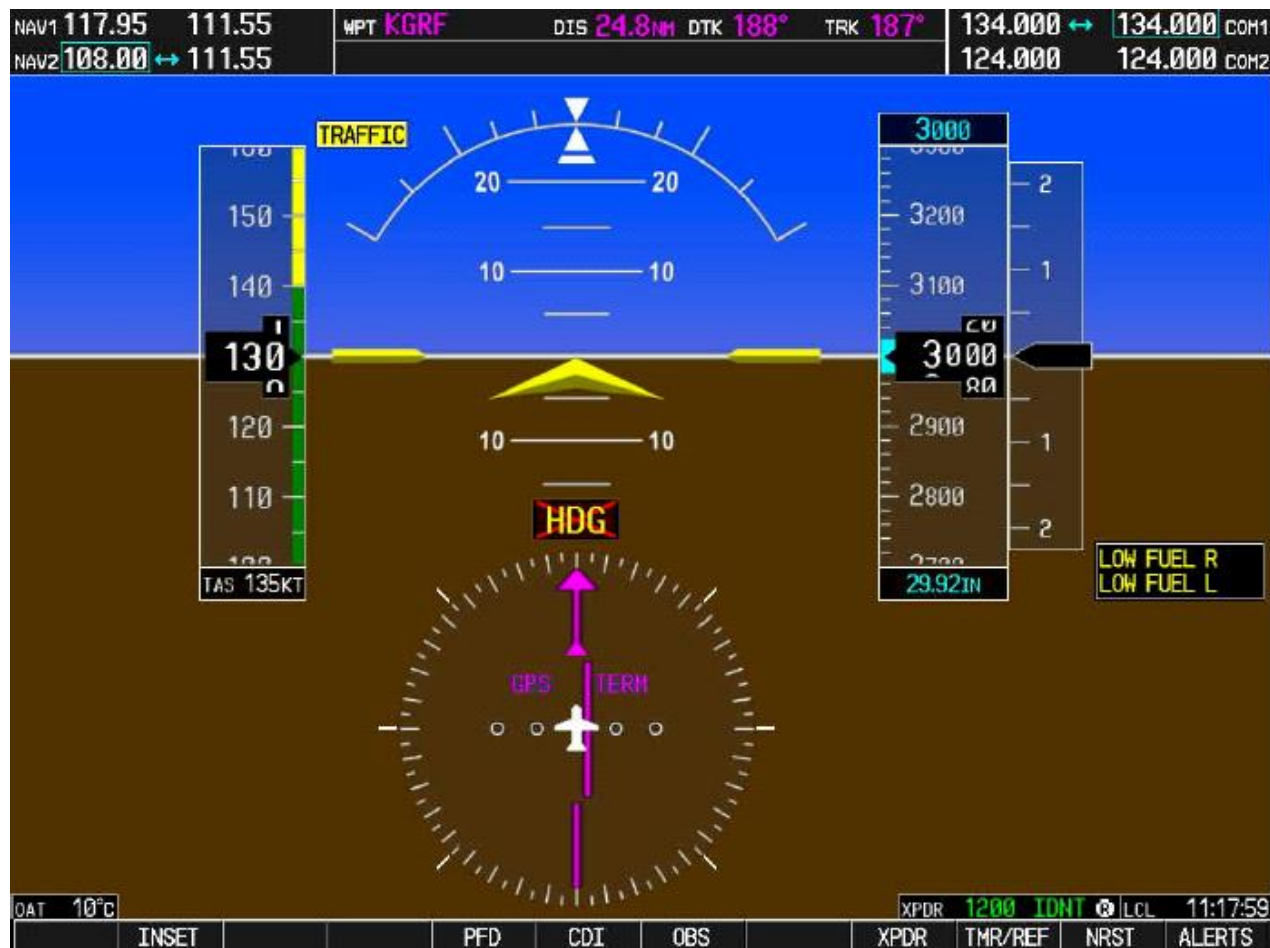 NAV1 117.95 111.55 WPT KGRF DIS 24.8NM DTK 188° TRK 187° 134.000 ↔ 134.000 COM1
NAV2 108.00 ↔ 111.55 124.000 124.000 COM2
TRAFFIC
3000
20 20
2
150
3200
10 10
1
140
3100
130
3000
20
80
120
2900
10 10
1
110
2800
HDG
2
LOW FUEL R
LOW FUEL L
TAS 135KT
29.92IN
GPS TERM
OAT 10°C
XPDR 1200 IDNT R LCL 11:17:59
INSET PFD CDI OBS XPDR TMR/REF NRST ALERTS